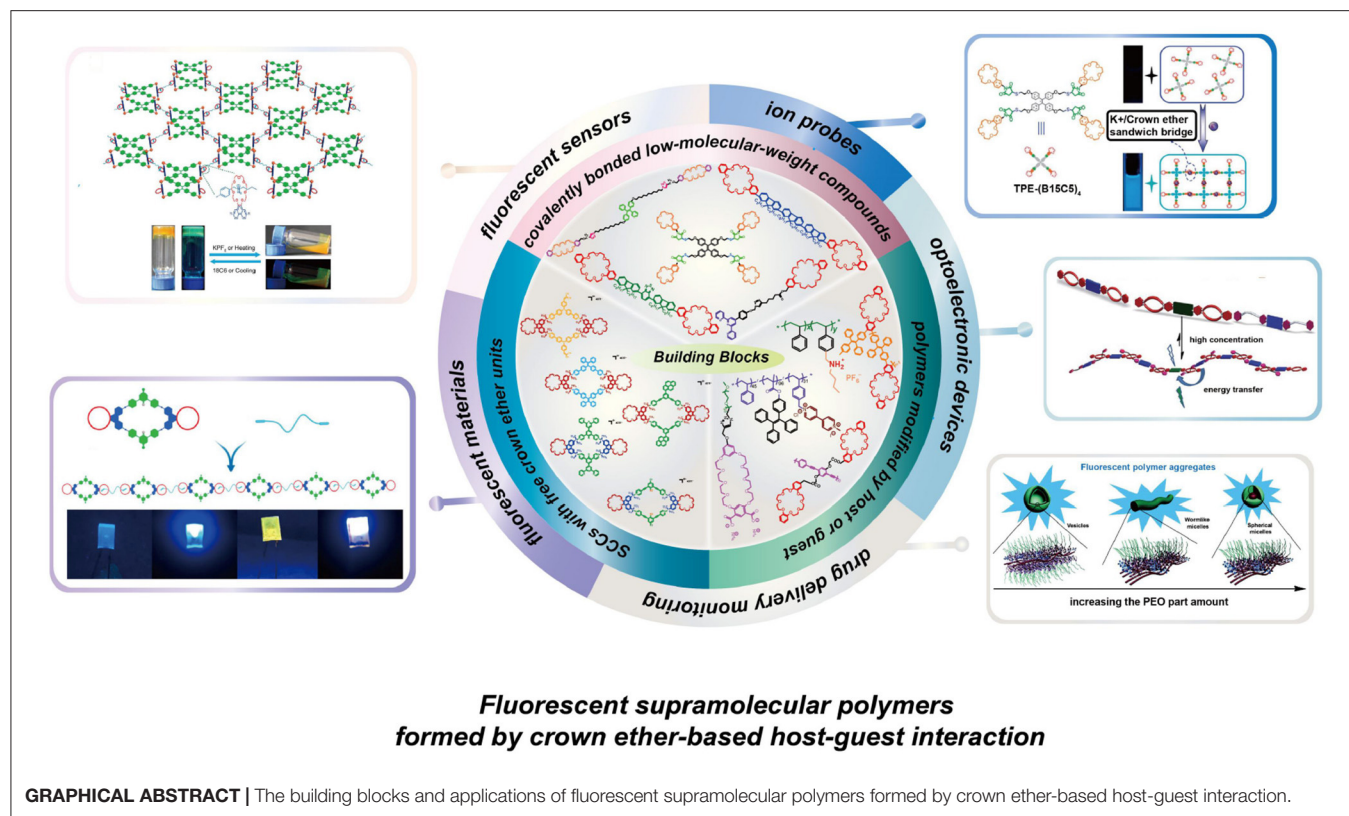 fluorescent sensors
ion probes
optoelectronic devices
drug delivery monitoring
fluorescent materials
covalently bonded low-molecular-weight compounds
polymers modified by host or guest
SCCs with free crown ether units
Building Blocks
NH2+
PF6-
KPF6 or Heating
18C6 or Cooling
K+/Crown ether
sandwich bridge
TPE-(B15C5)4
high concentration
energy transfer
Fluorescent polymer aggregates
Vesicles
Wormlike
micelles
Spherical
micelles
increasing the PEO part amount
Fluorescent supramolecular polymers
formed by crown ether-based host-guest interaction
GRAPHICAL ABSTRACT | The building blocks and applications of fluorescent supramolecular polymers formed by crown ether-based host-guest interaction.